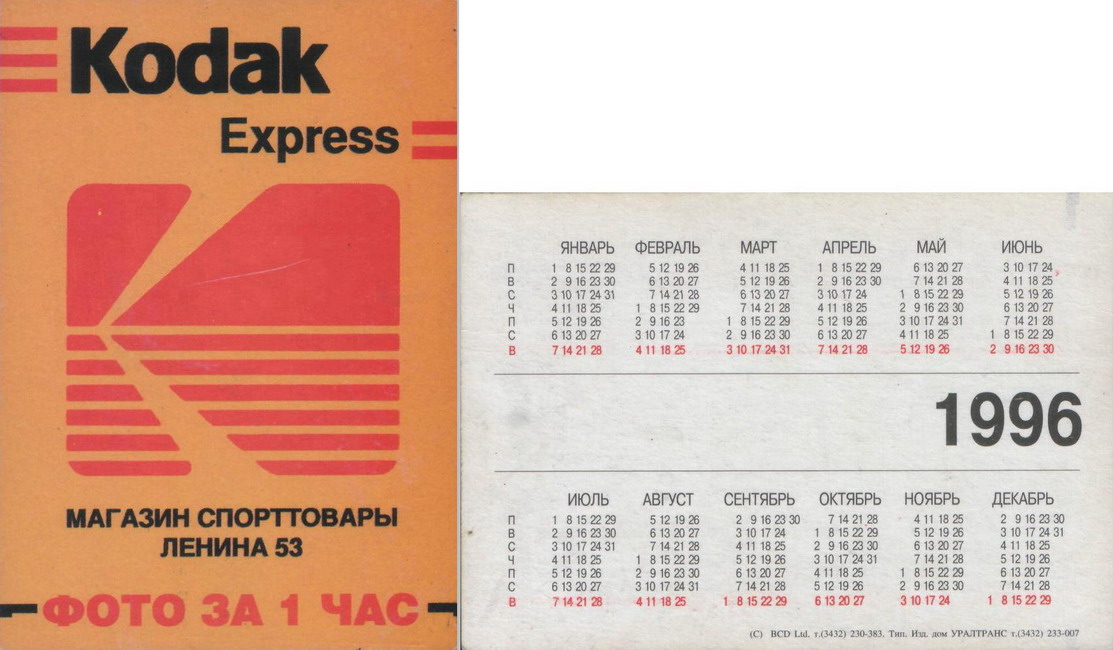 Kodak
Express
МАГАЗИН СПОРТТОВАРЫ
ЛЕНИНА 53
ФОТО ЗА 1 ЧАС
ЯНВАРЬ ФЕВРАЛЬ МАРТ АПРЕЛЬ МАЙ ИЮНЬ
П 1 8 15 22 29 5 12 19 26 4 11 18 25 1 8 15 22 29 6 13 20 27 3 10 17 24
В 2 9 16 23 30 6 13 20 27 5 12 19 26 2 9 16 23 30 7 14 21 28 4 11 18 25
С 3 10 17 24 31 7 14 21 28 6 13 20 27 3 10 17 24 1 8 15 22 29 5 12 19 26
Ч 4 11 18 25 1 8 15 22 29 7 14 21 28 4 11 18 25 2 9 16 23 30 6 13 20 27
П 5 12 19 26 2 9 16 23 1 8 15 22 29 5 12 19 26 3 10 17 24 31 7 14 21 28
С 6 13 20 27 3 10 17 24 2 9 16 23 30 6 13 20 27 4 11 18 25 1 8 15 22 29
В 7 14 21 28 4 11 18 25 3 10 17 24 31 7 14 21 28 5 12 19 26 2 9 16 23 30
1996
ИЮЛЬ АВГУСТ СЕНТЯБРЬ ОКТЯБРЬ НОЯБРЬ ДЕКАБРЬ
П 1 8 15 22 29 5 12 19 26 2 9 16 23 30 7 14 21 28 4 11 18 25 2 9 16 23 30
В 2 9 16 23 30 6 13 20 27 3 10 17 24 1 8 15 22 29 5 12 19 26 3 10 17 24 31
С 3 10 17 24 31 7 14 21 28 4 11 18 25 2 9 16 23 30 6 13 20 27 4 11 18 25
Ч 4 11 18 25 1 8 15 22 29 5 12 19 26 3 10 17 24 31 7 14 21 28 5 12 19 26
П 5 12 19 26 2 9 16 23 30 6 13 20 27 4 11 18 25 1 8 15 22 29 6 13 20 27
С 6 13 20 27 3 10 17 24 31 7 14 21 28 5 12 19 26 2 9 16 23 30 7 14 21 28
В 7 14 21 28 4 11 18 25 1 8 15 22 29 6 13 20 27 3 10 17 24 1 8 15 22 29
(С) BCD Ltd. т.(3432) 230-383. Тип. Изд. дом УРАЛТРАНС т.(3432) 233-007